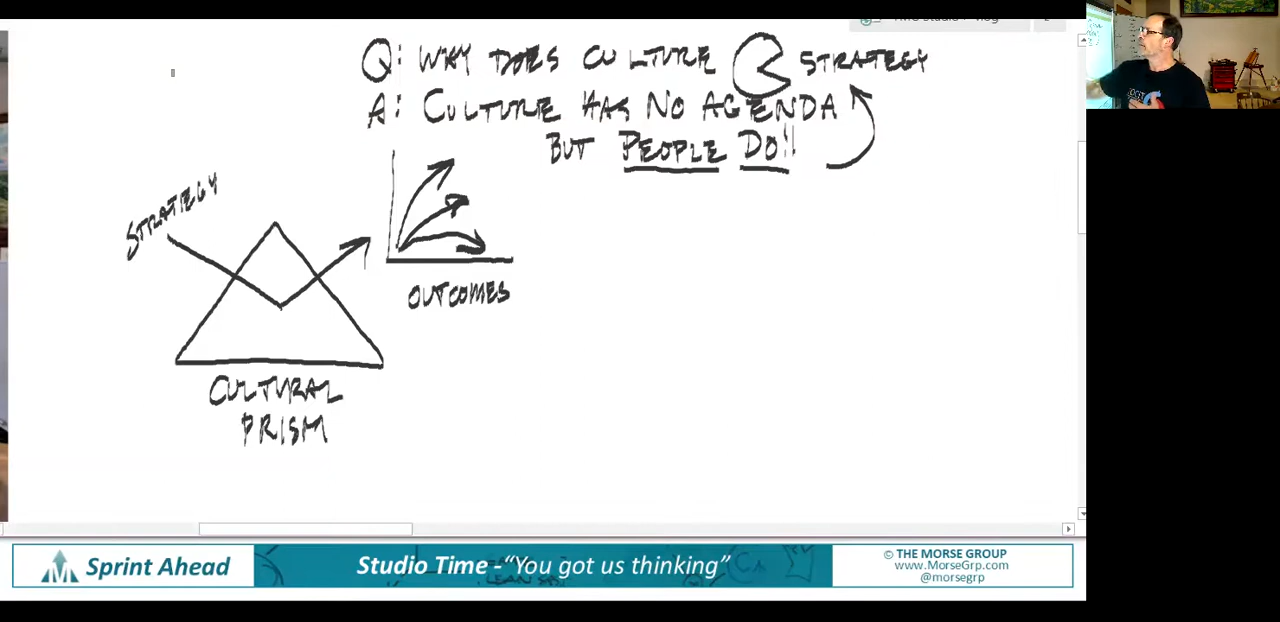 Q: WHY DOES CULTURE STRATEGY
A: CULTURE HAS NO AGENDA
BUT PEOPLE DO!!
STRATEGY
OUTCOMES
CULTURAL
PRISM
Sprint Ahead
Studio Time -“You got us thinking”
© THE MORSE GROUP
www.MorseGrp.com
@morsegrp